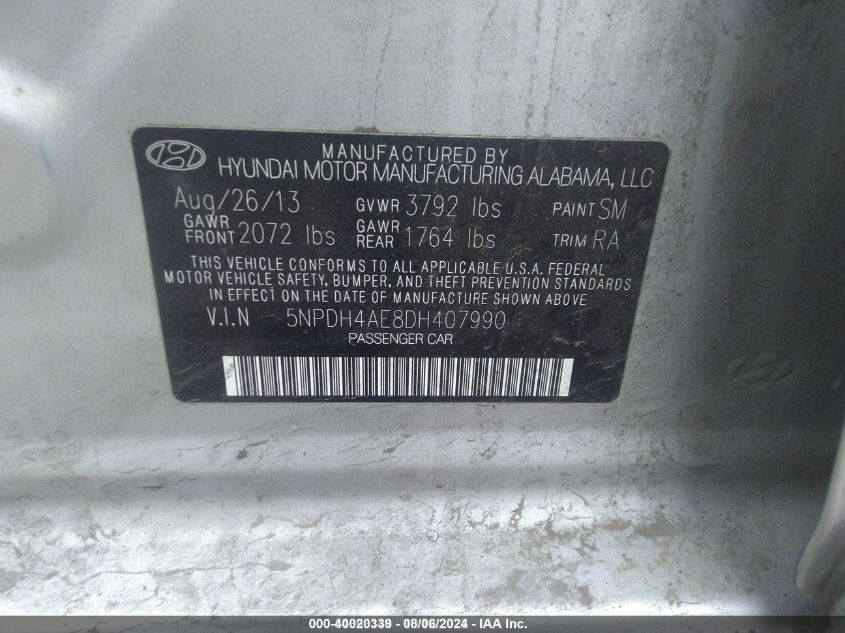 MANUFACTURED BY
HYUNDAI MOTOR MANUFACTURING ALABAMA, LLC
Aug/26/13 GVWR 3792 lbs PAINT SM
GAWR FRONT 2072 lbs GAWR REAR 1764 lbs TRIM RA
THIS VEHICLE CONFORMS TO ALL APPLICABLE U.S.A. FEDERAL
MOTOR VEHICLE SAFETY, BUMPER, AND THEFT PREVENTION STANDARDS
IN EFFECT ON THE DATE OF MANUFACTURE SHOWN ABOVE
V.I.N 5NPDH4AE8DH407990
PASSENGER CAR
000-40020339 - 08/06/2024 - IAA Inc.